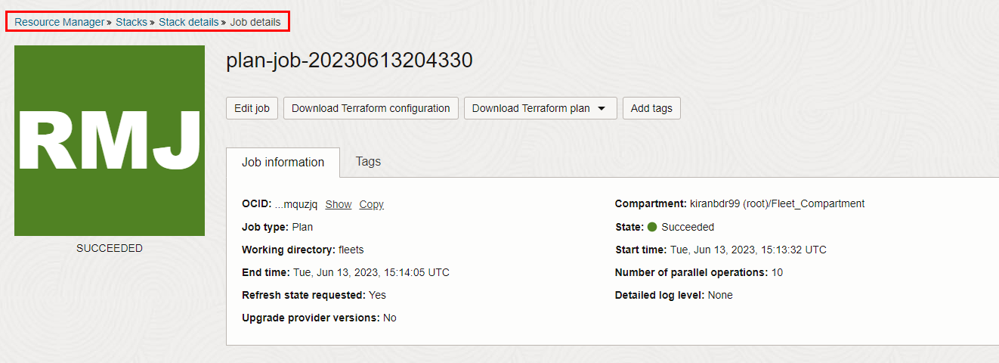 Resource Manager » Stacks » Stack details » Job details
RMJ
SUCCEEDED
plan-job-20230613204330
Edit job
Download Terraform configuration
Download Terraform plan
Add tags
Job information
Tags
OCID: ...mquzjq Show Copy
Job type: Plan
Working directory: fleets
End time: Tue, Jun 13, 2023, 15:14:05 UTC
Refresh state requested: Yes
Upgrade provider versions: No
Compartment: kiranbdr99 (root)/Fleet_Compartment
State: Succeeded
Start time: Tue, Jun 13, 2023, 15:13:32 UTC
Number of parallel operations: 10
Detailed log level: None